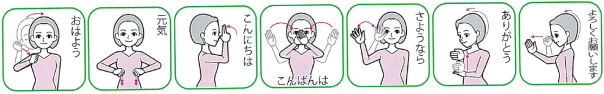 おはよう
元気
こんにちは
こんばんは
さようなら
ありがとう
よろしくお願いします